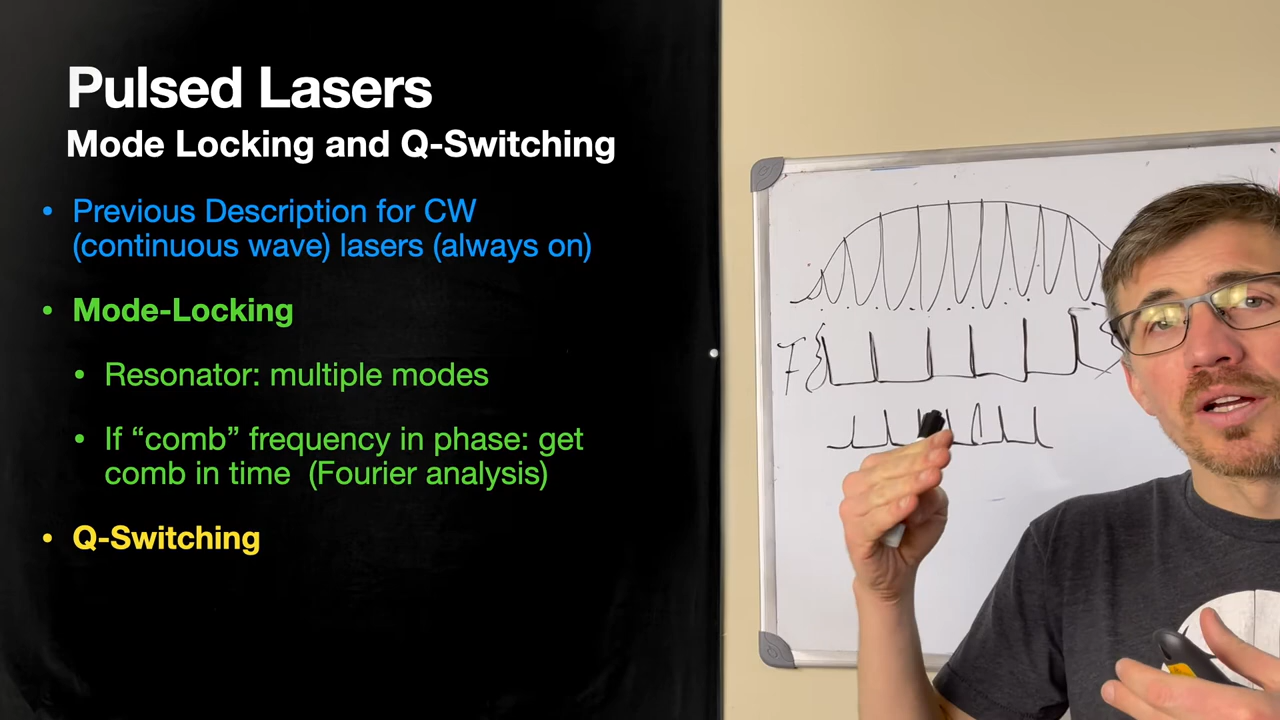 Pulsed Lasers
Mode Locking and Q-Switching
• Previous Description for CW
(continuous wave) lasers (always on)
• Mode-Locking
• Resonator: multiple modes
• If “comb” frequency in phase: get
comb in time (Fourier analysis)
• Q-Switching
F{